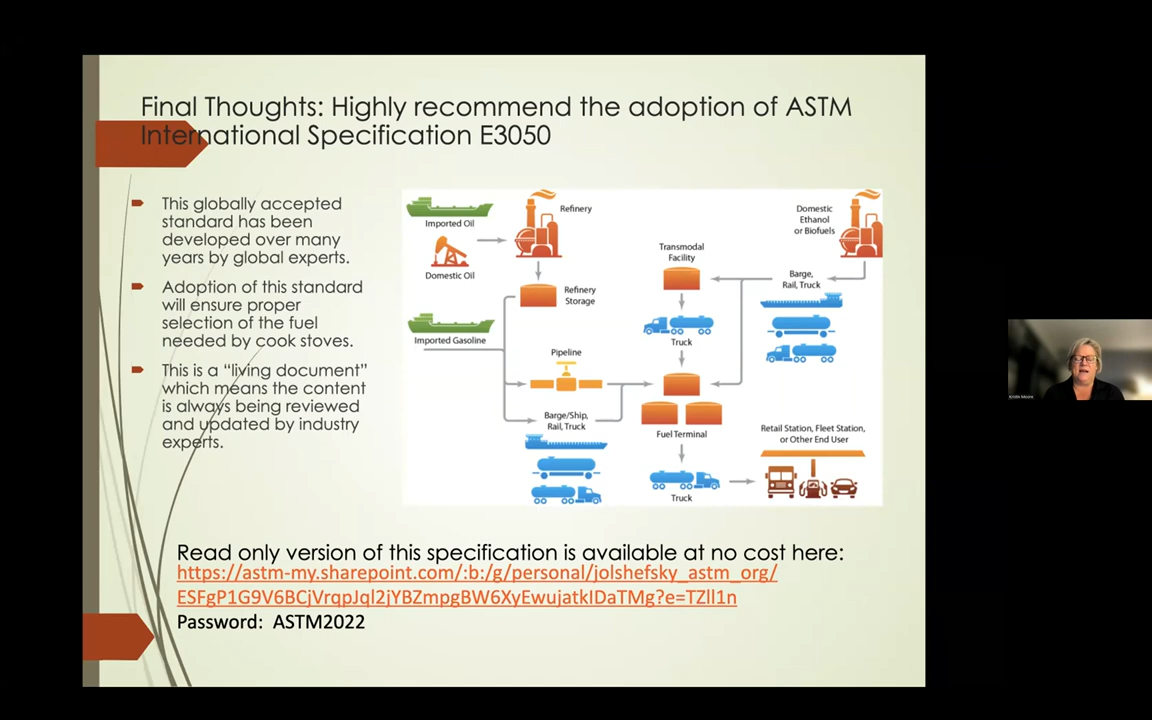 Final Thoughts: Highly recommend the adoption of ASTM
International Specification E3050
This globally accepted
standard has been
developed over many
years by global experts.
Adoption of this standard
will ensure proper
selection of the fuel
needed by cook stoves.
This is a “living document”
which means the content
is always being reviewed
and updated by industry
experts.
Imported Oil
Refinery
Domestic Oil
Refinery
Storage
Imported Gasoline
Pipeline
Barge/Ship,
Rail, Truck
Transmodal
Facility
Truck
Fuel Terminal
Truck
Domestic
Ethanol
or Biofuels
Barge,
Rail, Truck
Retail Station, Fleet Station,
or Other End User
Read only version of this specification is available at no cost here:
https://astm-my.sharepoint.com/:b:/g/personal/jolshefsky_astm_org/
ESFgP1G9V6BCjVrqpJql2jYBZmpgBW6XyEwujatkIDaTMg?e=TZll1n
Password: ASTM2022
Kristin Moore